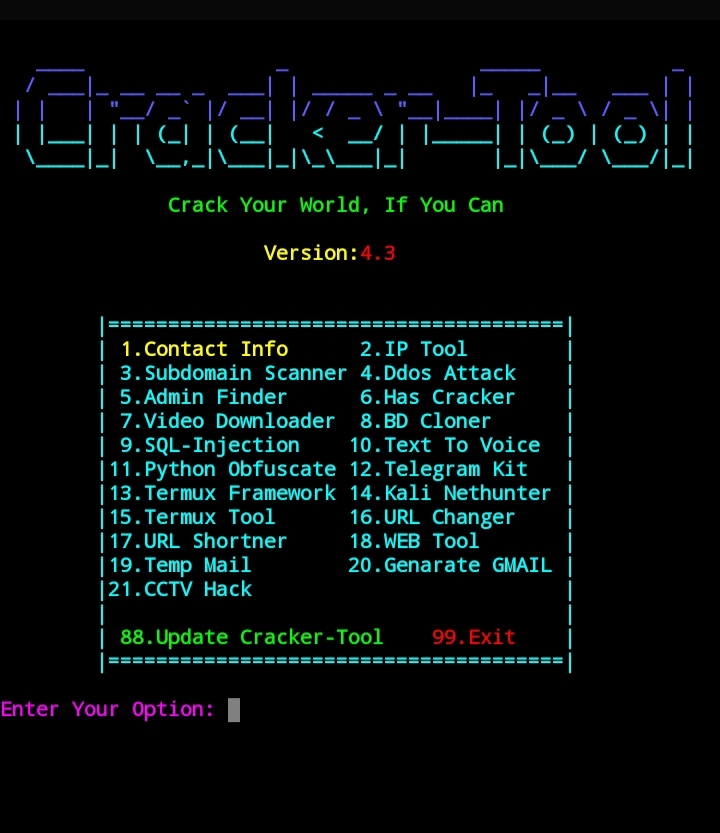 Cracker-Tool
Crack Your World, If You Can
Version:4.3
1.Contact Info 2.IP Tool
3.Subdomain Scanner 4.Ddos Attack
5.Admin Finder 6.Has Cracker
7.Video Downloader 8.BD Cloner
9.SQL-Injection 10.Text To Voice
11.Python Obfuscate 12.Telegram Kit
13.Termux Framework 14.Kali Nethunter
15.Termux Tool 16.URL Changer
17.URL Shortner 18.WEB Tool
19.Temp Mail 20.Genarate GMAIL
21.CCTV Hack
88.Update Cracker-Tool 99.Exit
Enter Your Option: